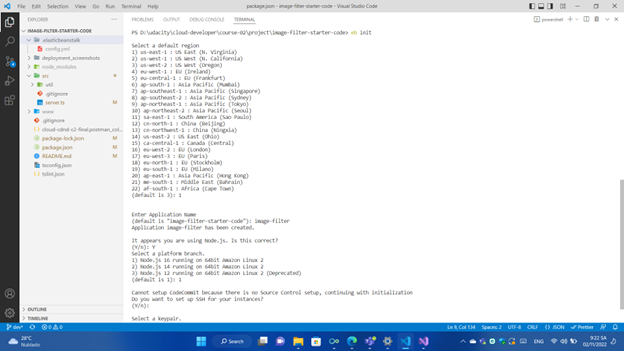 File Edit Selection View Go Run Terminal Help
package.json - image-filter-starter-code - Visual Studio Code
EXPLORER
IMAGE-FILTER-STARTER-CODE
.elasticbeanstalk
config.yml
deployment_screenshots
node_modules
src
util
.gitignore
server.ts M
www
.gitignore
cloud-cdnd-c2-final.postman_col...
package-lock.json M
package.json M
README.md M
tsconfig.json
tslint.json
OUTLINE
TIMELINE
PROBLEMS OUTPUT DEBUG CONSOLE TERMINAL
powershell
PS D:\udacity\cloud-developer\course-02\project\image-filter-starter-code> eb init
Select a default region
1) us-east-1 : US East (N. Virginia)
2) us-west-1 : US West (N. California)
3) us-west-2 : US West (Oregon)
4) eu-west-1 : EU (Ireland)
5) eu-central-1 : EU (Frankfurt)
6) ap-south-1 : Asia Pacific (Mumbai)
7) ap-southeast-1 : Asia Pacific (Singapore)
8) ap-southeast-2 : Asia Pacific (Sydney)
9) ap-northeast-1 : Asia Pacific (Tokyo)
10) ap-northeast-2 : Asia Pacific (Seoul)
11) sa-east-1 : South America (Sao Paulo)
12) cn-north-1 : China (Beijing)
13) cn-northwest-1 : China (Ningxia)
14) us-east-2 : US East (Ohio)
15) ca-central-1 : Canada (Central)
16) eu-west-2 : EU (London)
17) eu-west-3 : EU (Paris)
18) eu-north-1 : EU (Stockholm)
19) eu-south-1 : EU (Milano)
20) ap-east-1 : Asia Pacific (Hong Kong)
21) me-south-1 : Middle East (Bahrain)
22) af-south-1 : Africa (Cape Town)
(default is 3): 1
Enter Application Name
(default is "image-filter-starter-code"): image-filter
Application image-filter has been created.
It appears you are using Node.js. Is this correct?
(Y/n): Y
Select a platform branch.
1) Node.js 16 running on 64bit Amazon Linux 2
2) Node.js 14 running on 64bit Amazon Linux 2
3) Node.js 12 running on 64bit Amazon Linux 2 (Deprecated)
(default is 1): 1
Cannot setup CodeCommit because there is no Source Control setup, continuing with initialization
Do you want to set up SSH for your instances?
(Y/n):
Select a keypair.
dev* 0 0
Ln 9, Col 134 Spaces: 2 UTF-8 CRLF {} JSON Prettier
28°C
Search
ENG
9:22 SA
02/11/2022